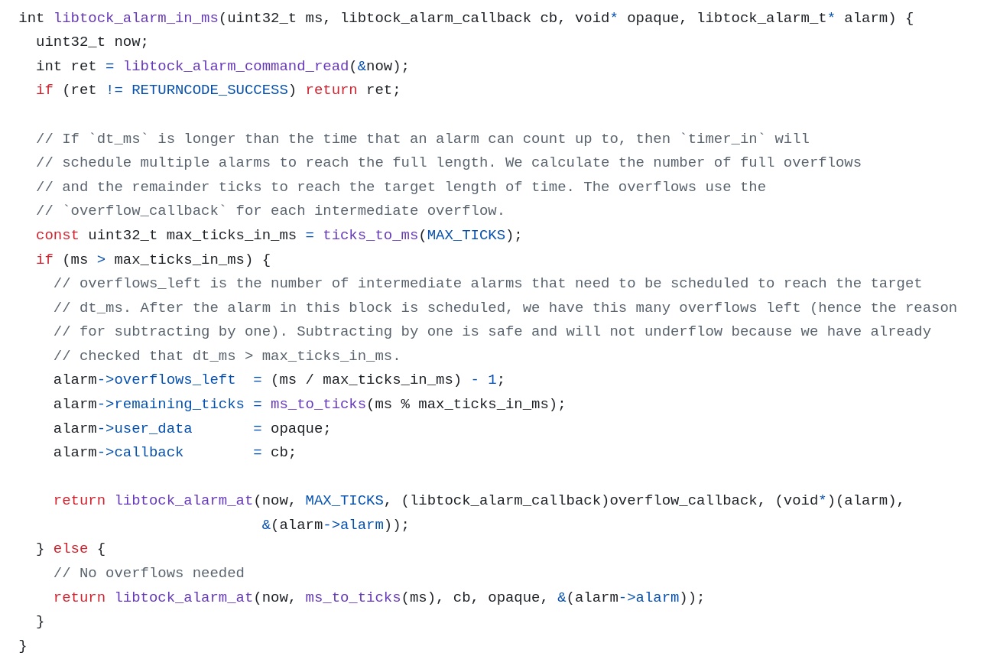 int libtock_alarm_in_ms(uint32_t ms, libtock_alarm_callback cb, void* opaque, libtock_alarm_t* alarm) {
  uint32_t now;
  int ret = libtock_alarm_command_read(&now);
  if (ret != RETURNCODE_SUCCESS) return ret;

  // If `dt_ms` is longer than the time that an alarm can count up to, then `timer_in` will
  // schedule multiple alarms to reach the full length. We calculate the number of full overflows
  // and the remainder ticks to reach the target length of time. The overflows use the
  // `overflow_callback` for each intermediate overflow.
  const uint32_t max_ticks_in_ms = ticks_to_ms(MAX_TICKS);
  if (ms > max_ticks_in_ms) {
    // overflows_left is the number of intermediate alarms that need to be scheduled to reach the target
    // dt_ms. After the alarm in this block is scheduled, we have this many overflows left (hence the reason
    // for subtracting by one). Subtracting by one is safe and will not underflow because we have already
    // checked that dt_ms > max_ticks_in_ms.
    alarm->overflows_left  = (ms / max_ticks_in_ms) - 1;
    alarm->remaining_ticks = ms_to_ticks(ms % max_ticks_in_ms);
    alarm->user_data       = opaque;
    alarm->callback        = cb;

    return libtock_alarm_at(now, MAX_TICKS, (libtock_alarm_callback)overflow_callback, (void*)(alarm),
                            &(alarm->alarm));
  } else {
    // No overflows needed
    return libtock_alarm_at(now, ms_to_ticks(ms), cb, opaque, &(alarm->alarm));
  }
}